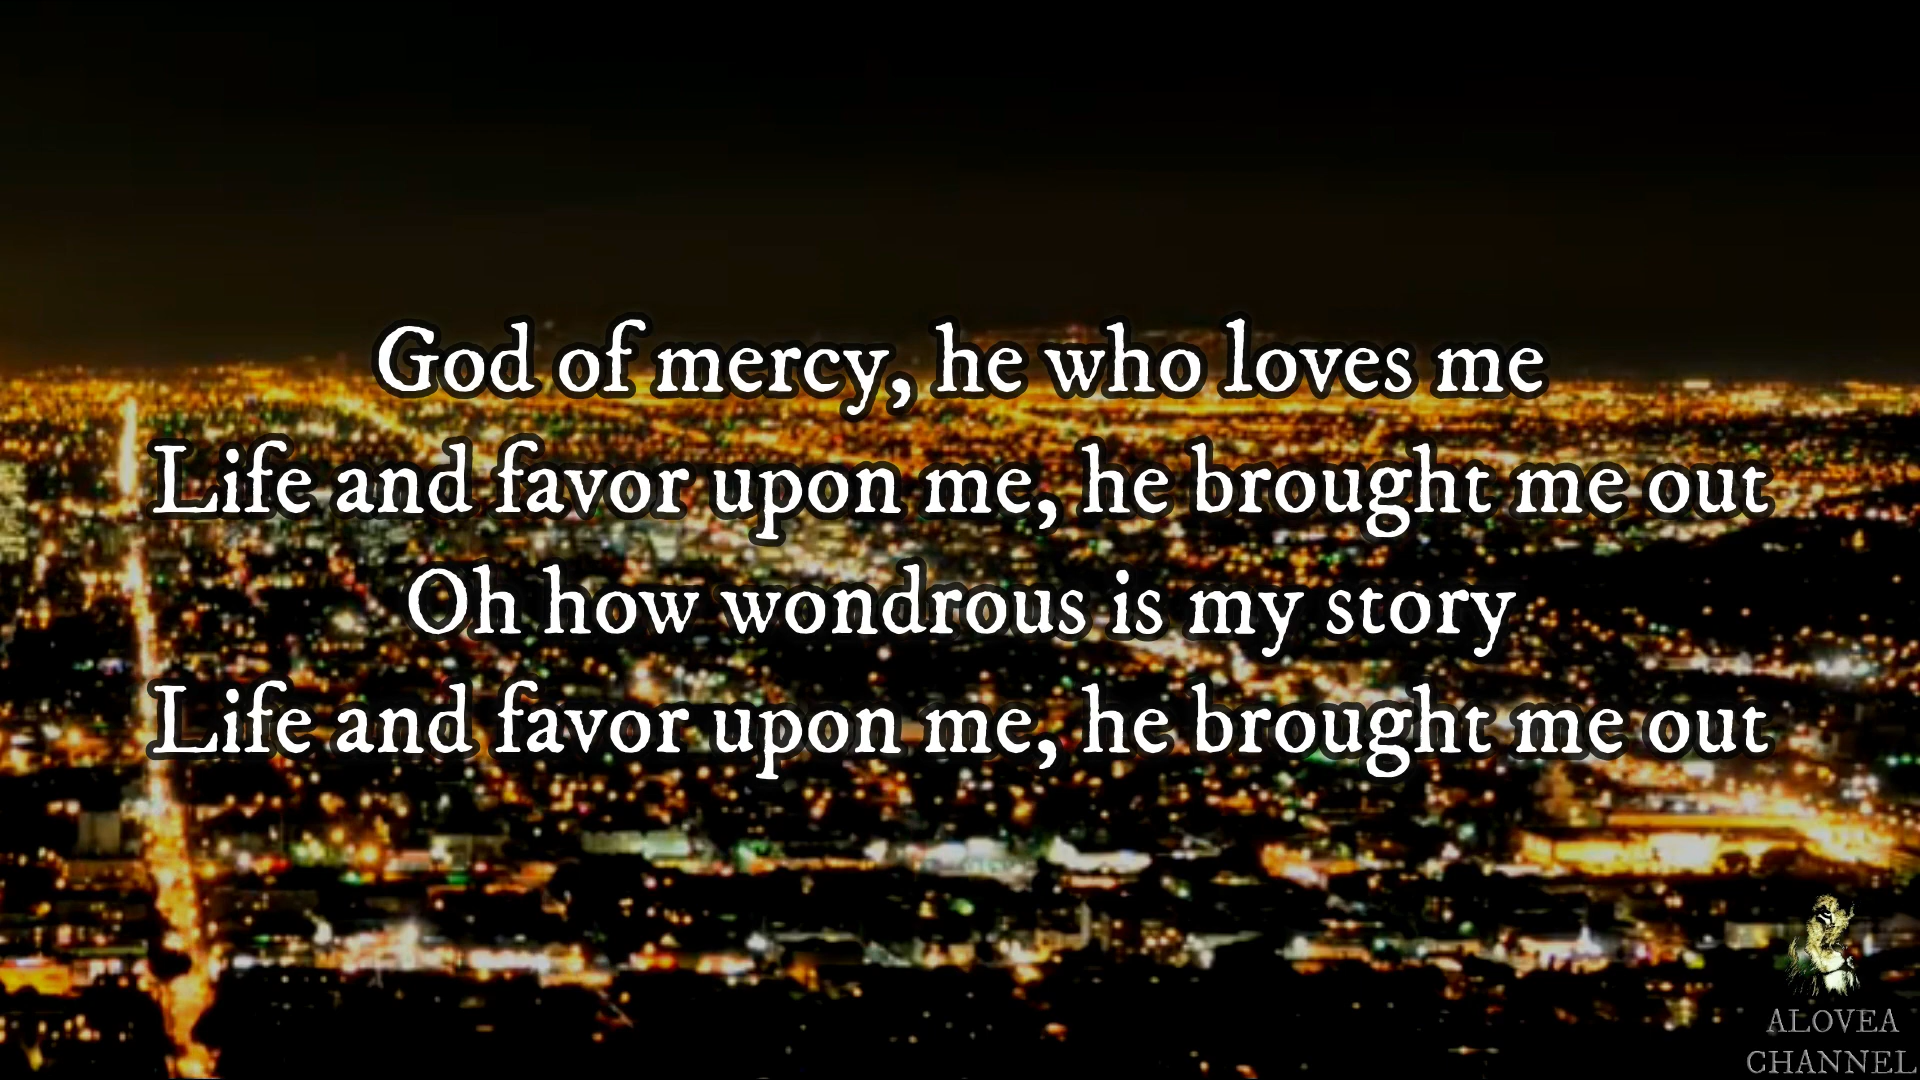 God of mercy, he who loves me
Life and favor upon me, he brought me out
Oh how wondrous is my story
Life and favor upon me, he brought me out
ALOVEA
CHANNEL